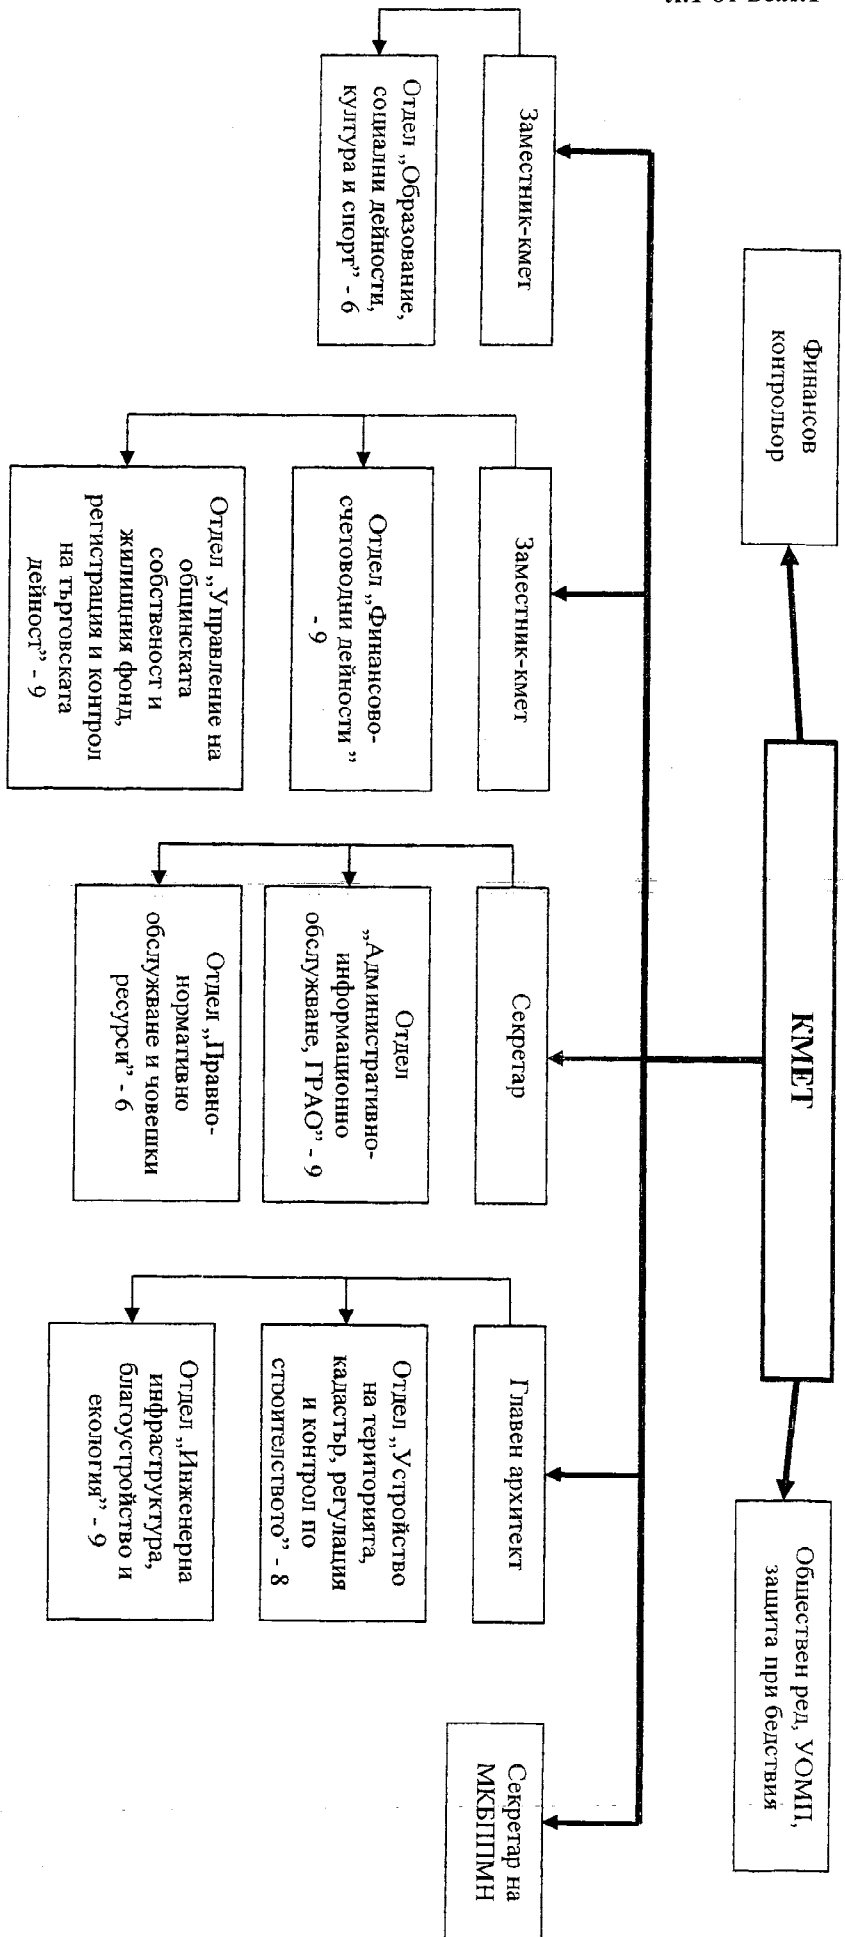 КМЕТ
Финансов
контрольор
Обществен ред, УОМП,
защита при бедствия
Заместник-кмет
Отдел „Образование,
социални дейности,
култура и спорт” - 6
Заместник-кмет
Отдел „Финансово-
счетоводни дейности ”
- 9
Отдел „Управление на
общинската
собственост и
жилищния фонд,
регистрация и контрол
на търговската
дейност” - 9
Секретар
Отдел
„Административно-
информационно
обслужване, ГРАО” - 9
Отдел „Правно-
нормативно
обслужване и човешки
ресурси” - 6
Главен архитект
Отдел „Устройство
на територията,
кадастър, регулация
и контрол по
строителството” - 8
Отдел „Инженерна
инфраструктура,
благоустройство и
екология” - 9
Секретар на
МКБППМН